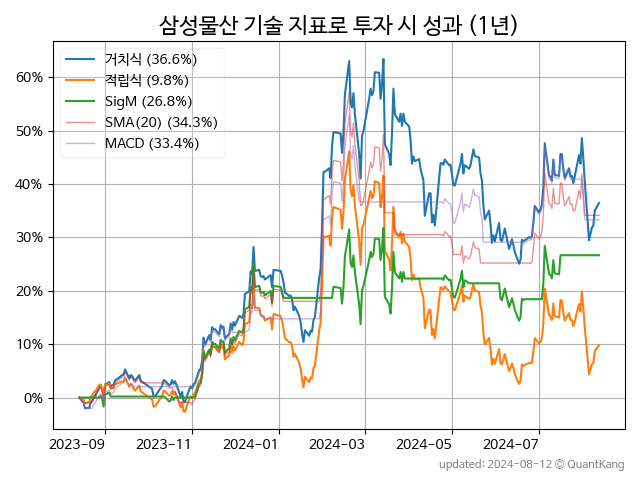 삼성물산 기술 지표로 투자 시 성과 (1년)
거치식 (36.6%)
적립식 (9.8%)
SigM (26.8%)
SMA(20) (34.3%)
MACD (33.4%)
60%
50%
40%
30%
20%
10%
0%
2023-09 2023-11 2024-01 2024-03 2024-05 2024-07
updated: 2024-08-12 © QuantKang